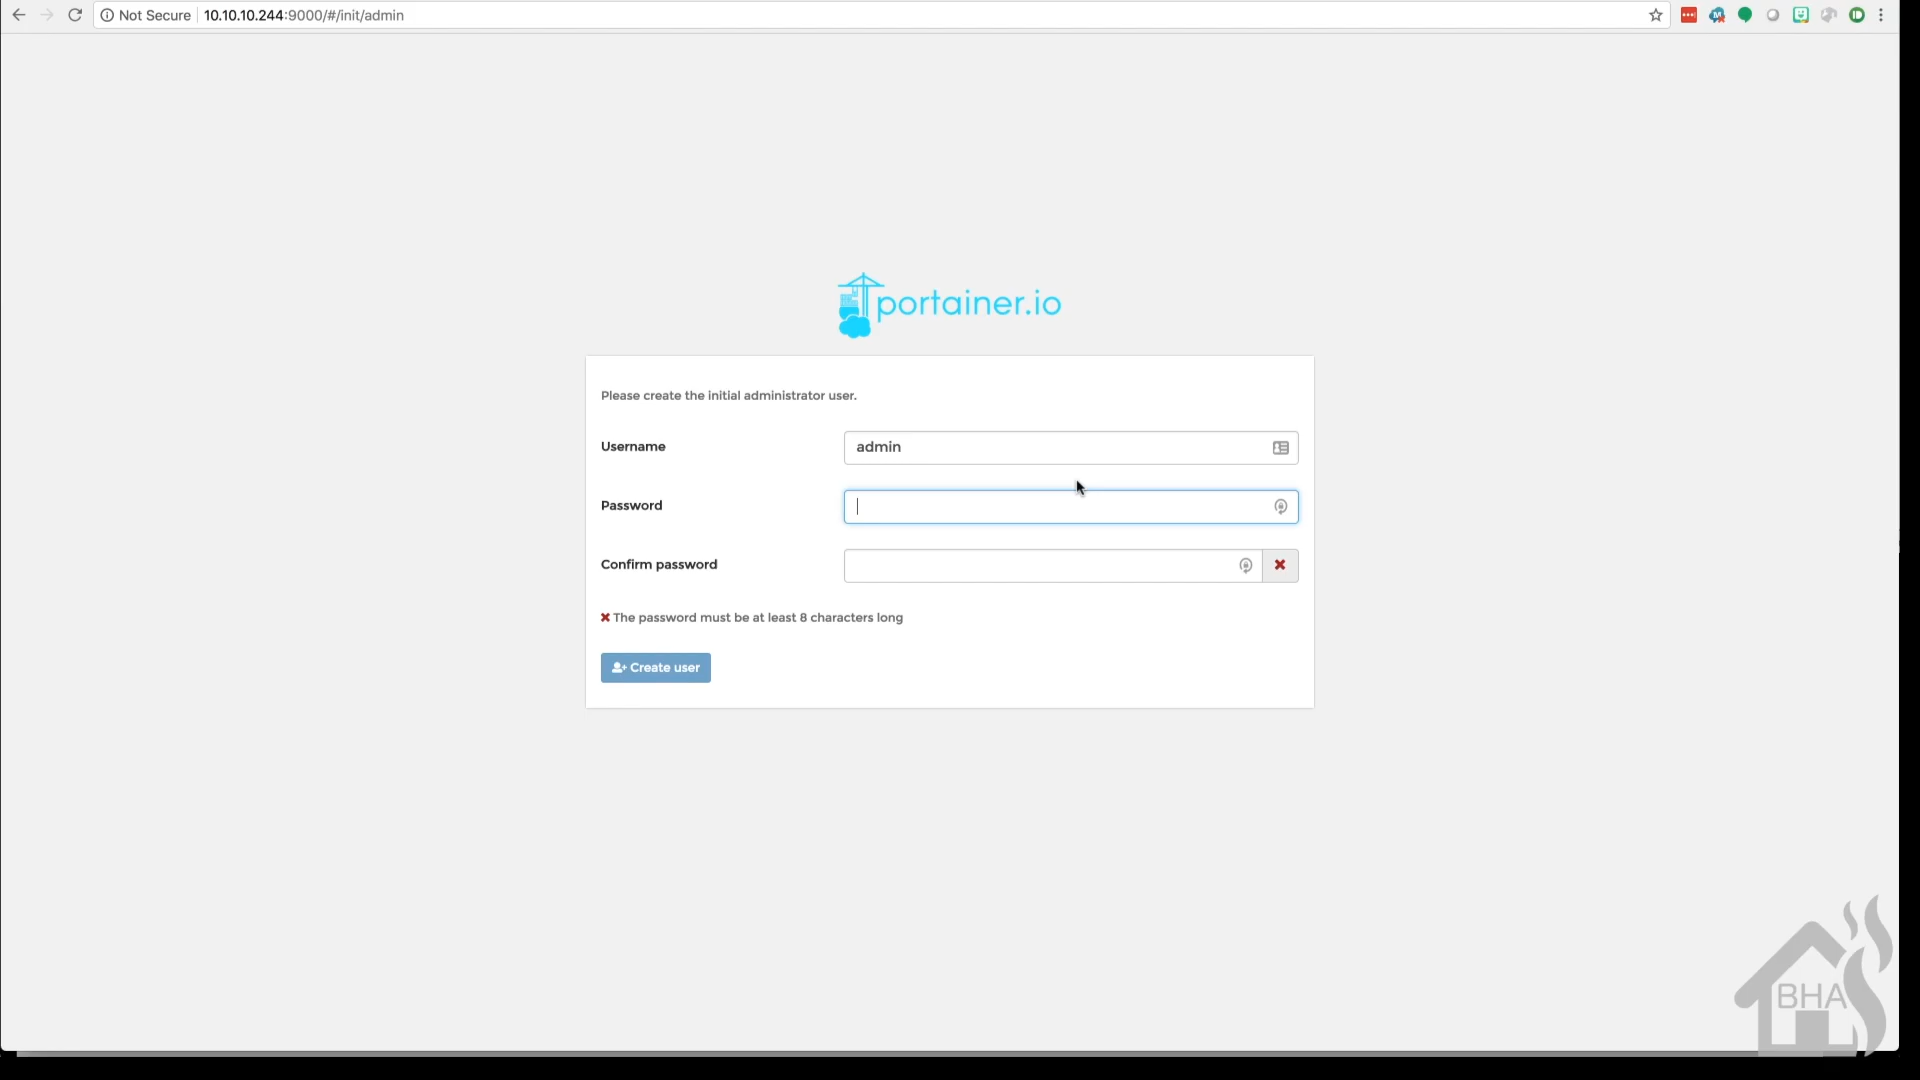 Not Secure 10.10.10.244:9000/#/init/admin
portainer.io
Please create the initial administrator user.
Username admin
Password
Confirm password
The password must be at least 8 characters long
Create user
BHA